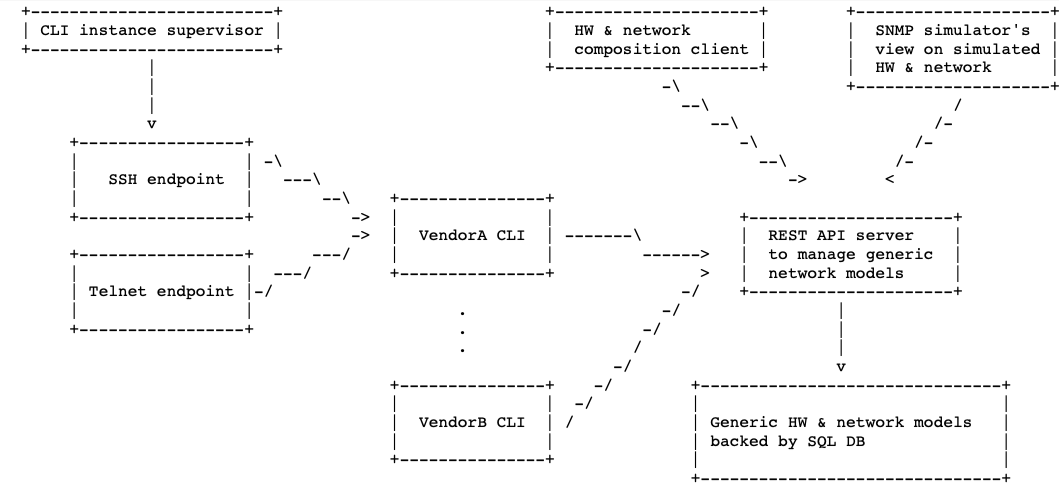 CLI instance supervisor
HW & network
composition client
SNMP simulator's
view on simulated
HW & network
SSH endpoint
VendorA CLI
REST API server
to manage generic
network models
Telnet endpoint
VendorB CLI
Generic HW & network models
backed by SQL DB